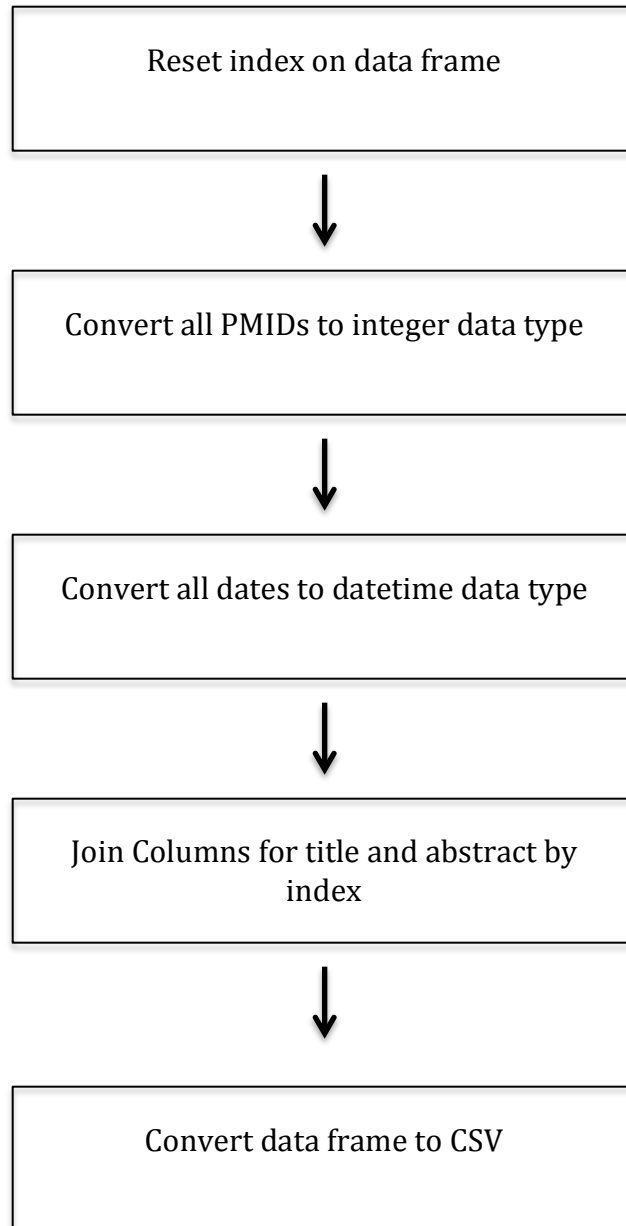 Reset index on data frame
Convert all PMIDs to integer data type
Convert all dates to datetime data type
Join Columns for title and abstract by
index
Convert data frame to CSV